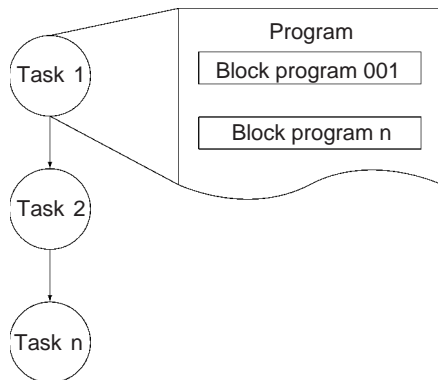 Program
Task 1
Block program 001
Block program n
Task 2
Task n